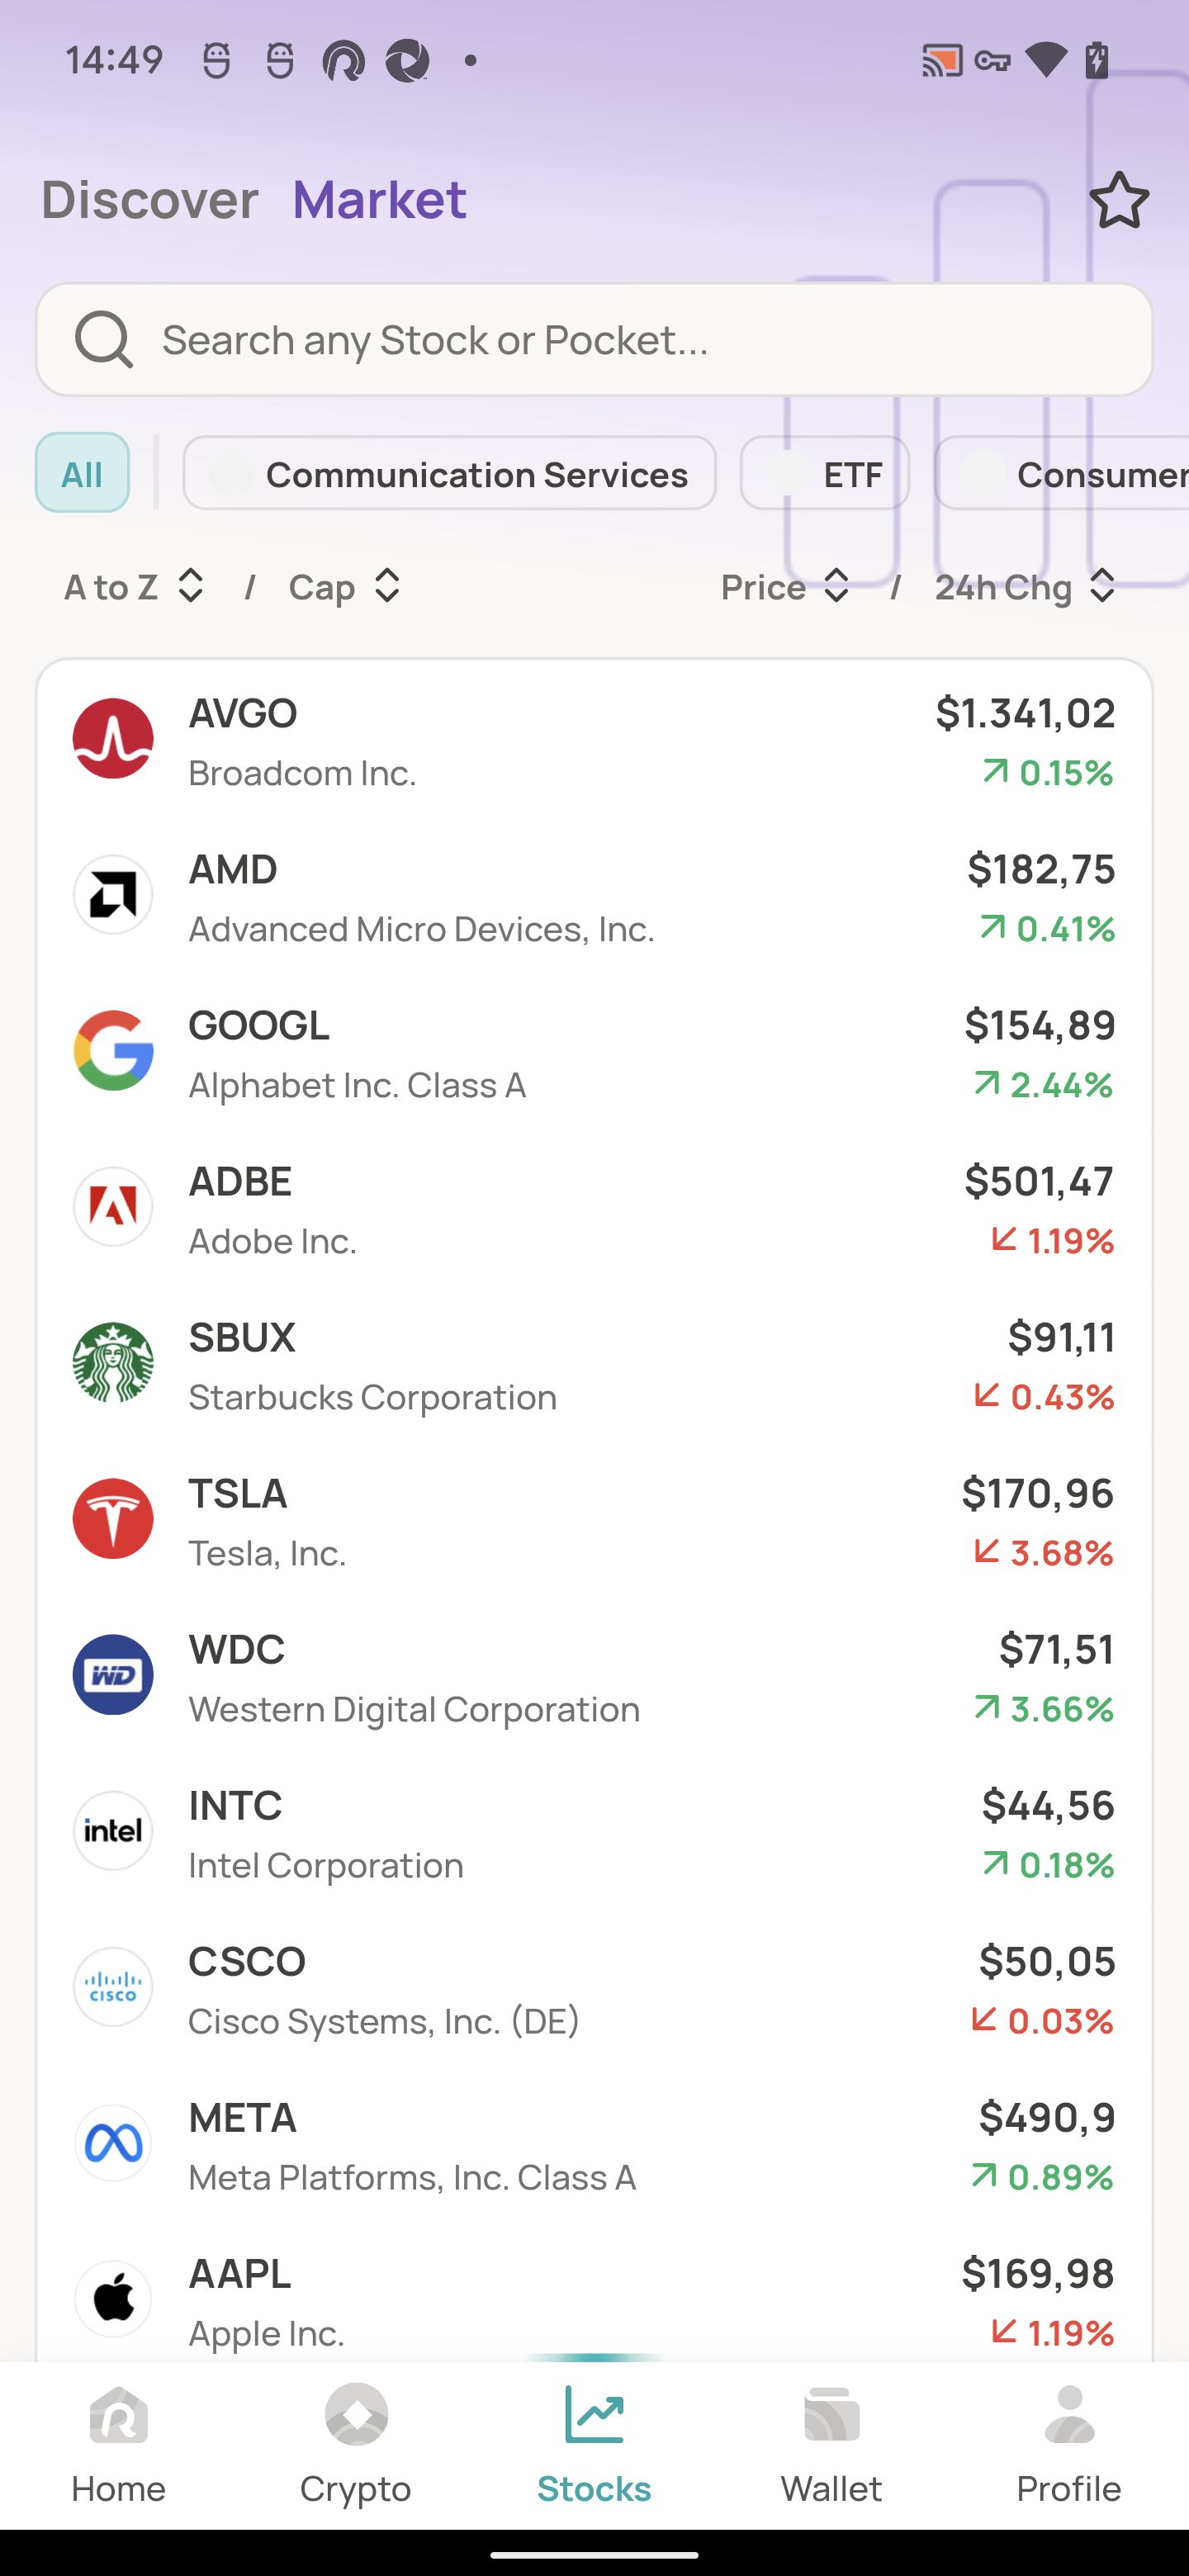 14:49
Discover Market
Search any Stock or Pocket...
All Communication Services ETF Consumer
A to Z / Cap Price / 24h Chg
AVGO $1.341,02
Broadcom Inc. 0.15%
AMD $182,75
Advanced Micro Devices, Inc. 0.41%
GOOGL $154,89
Alphabet Inc. Class A 2.44%
ADBE $501,47
Adobe Inc. 1.19%
SBUX $91,11
Starbucks Corporation 0.43%
TSLA $170,96
Tesla, Inc. 3.68%
WDC $71,51
WD
Western Digital Corporation 3.66%
INTC $44,56
intel
Intel Corporation 0.18%
CSCO $50,05
CISCO
Cisco Systems, Inc. (DE) 0.03%
META $490,9
Meta Platforms, Inc. Class A 0.89%
AAPL $169,98
Apple Inc. 1.19%
Home Crypto Stocks Wallet Profile